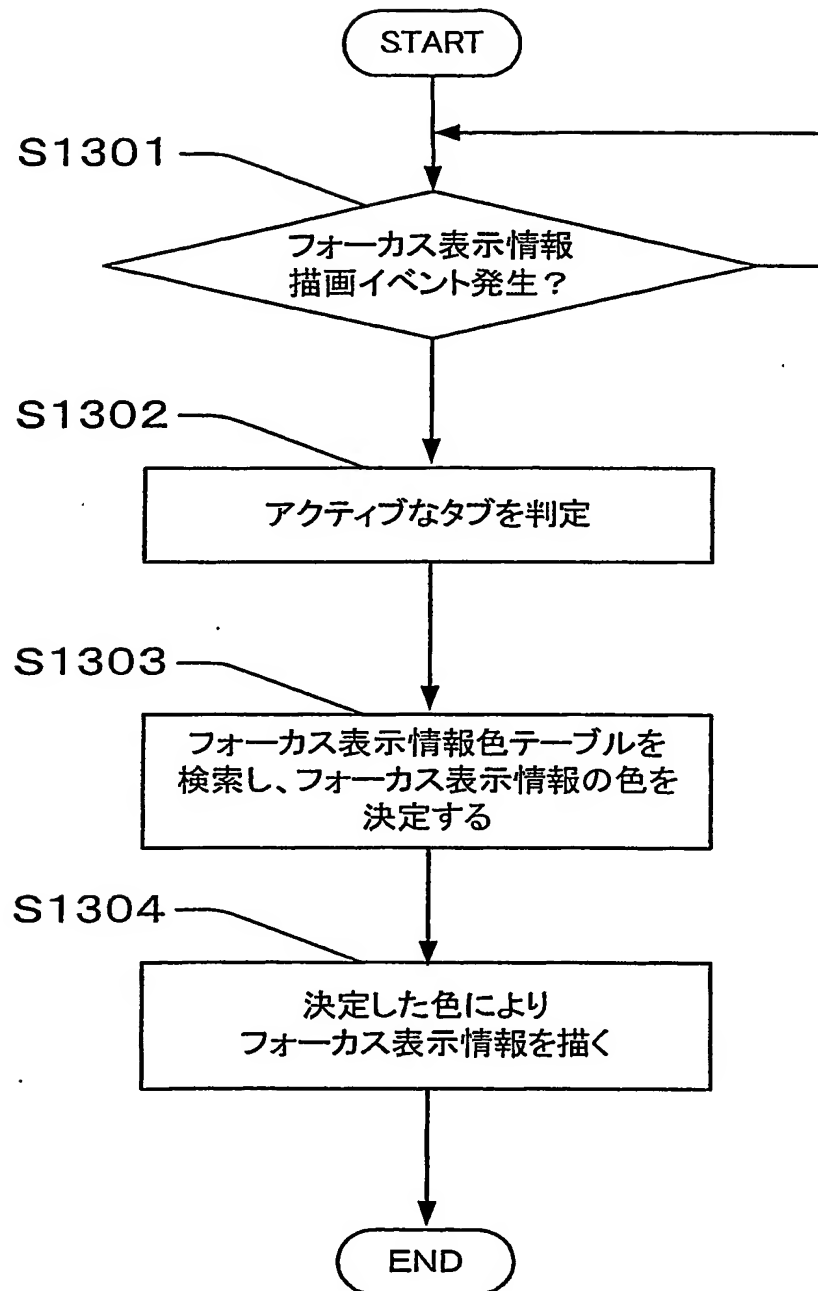 START
S1301
フォーカス表示情報
描画イベント発生？
S1302
アクティブなタブを判定
S1303
フォーカス表示情報色テーブルを
検索し、フォーカス表示情報の色を
決定する
S1304
決定した色により
フォーカス表示情報を描く
END